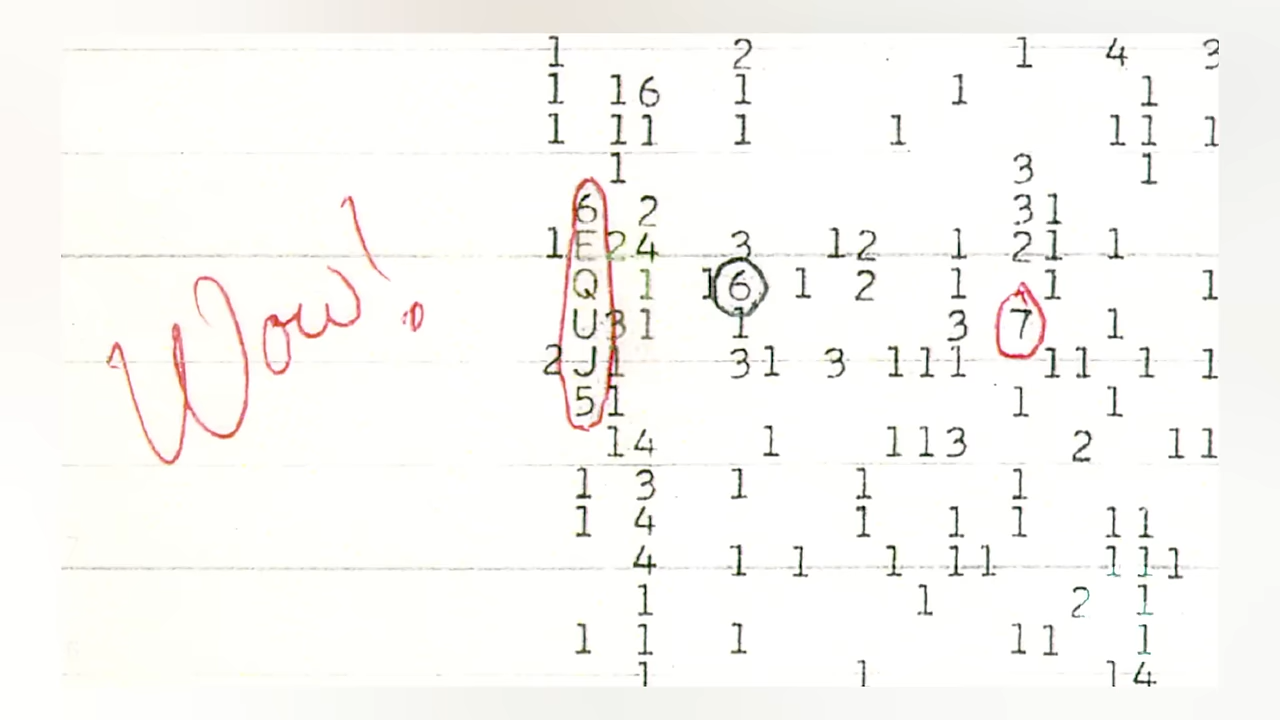 1 2 1 4 3
1 16 1 1 1
1 11 1 1 11 1
1 3 1
6 2 31
1E24 3 12 1 21 1
Q 1 16 1 2 1 1 1
U31 1 3 7 1
2J1 31 3 111 11 1 1
51 1 1
14 1 113 2 11
1 3 1 1 1
1 4 1 1 1 11
4 1 1 1 11 111
1 1 2 1
1 1 1 11 1
1 1 14
Wow!